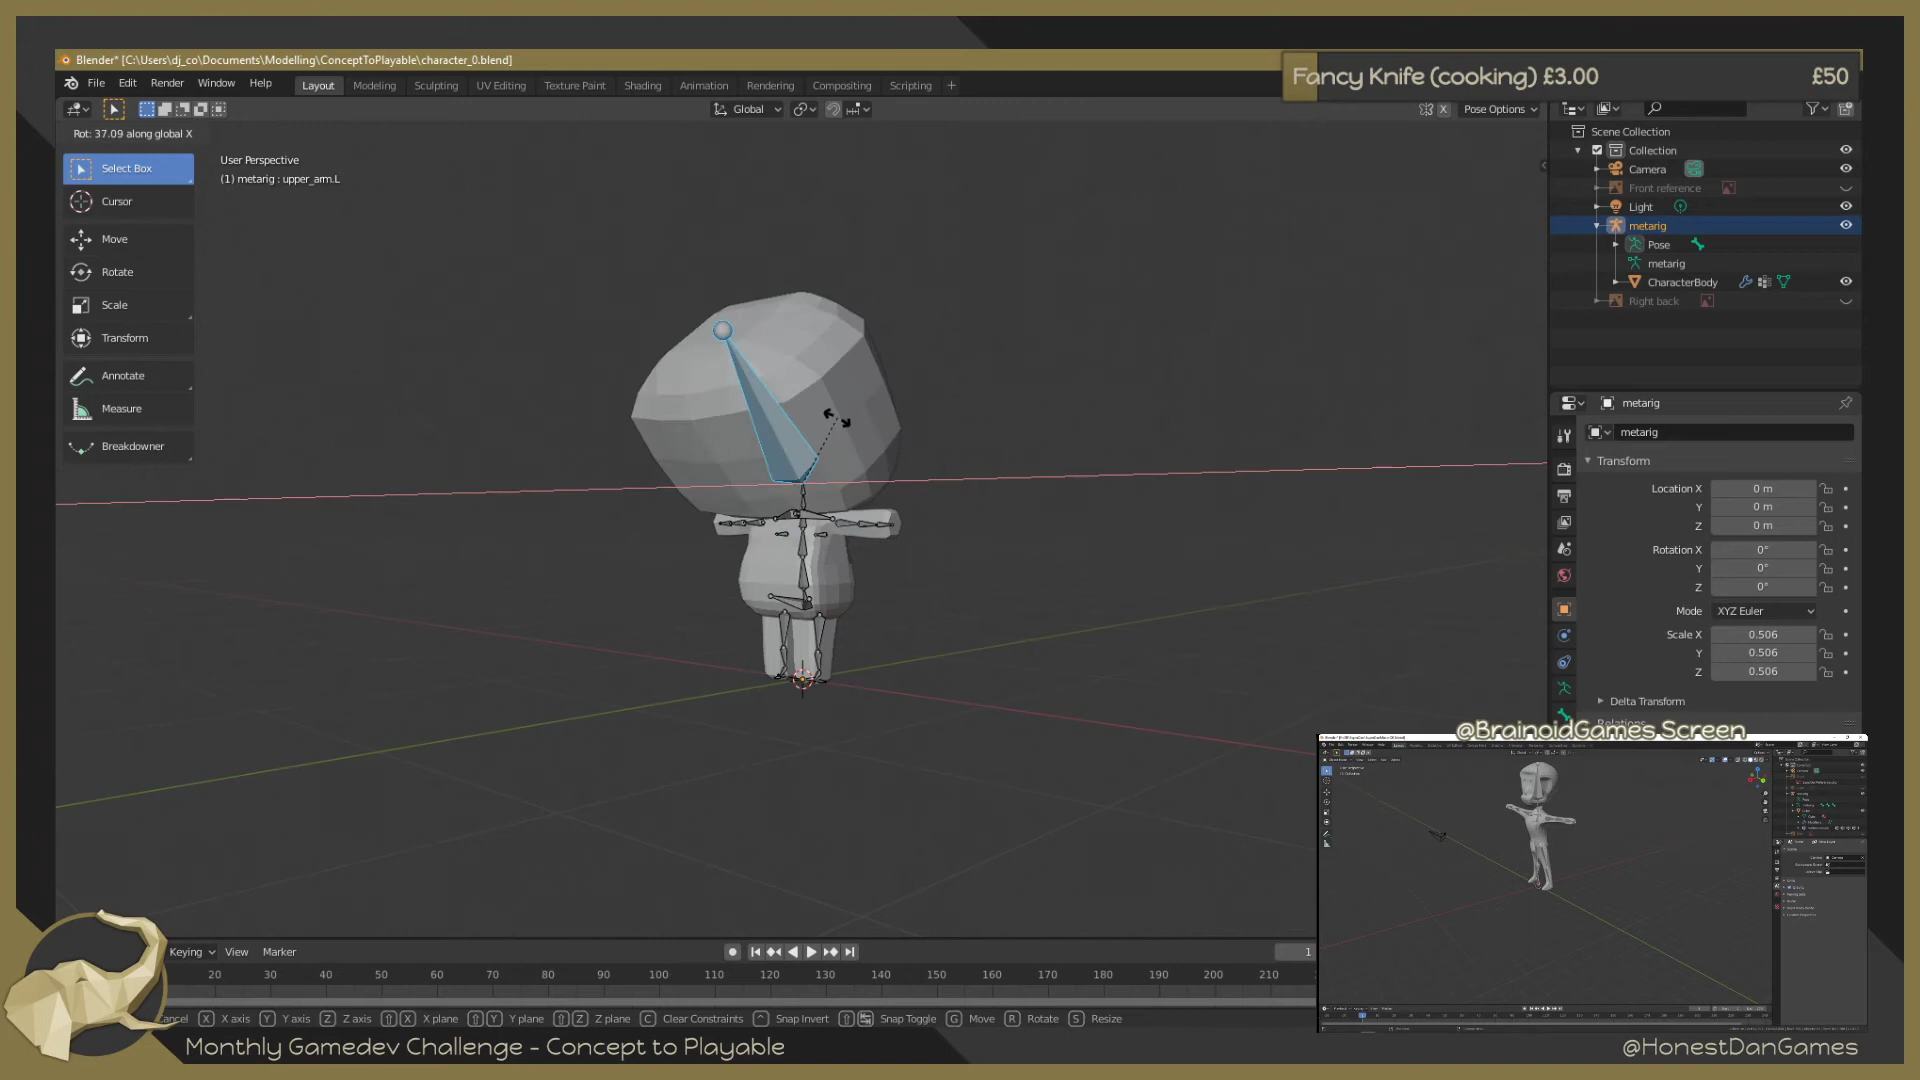 Blender* [C:\Users\dj_co\Documents\Modelling\ConceptToPlayable\character_0.blend]
Fancy Knife (cooking) £3.00 £50
File Edit Render Window Help Layout Modeling Sculpting UV Editing Texture Paint Shading Animation Rendering Compositing Scripting +
Global X Pose Options
Rot: 37.09 along global X
Scene Collection
Collection
Camera
Front reference
Light
metarig
Pose
metarig
CharacterBody
Right back
User Perspective
(1) metarig : upper_arm.L
Select Box
Cursor
Move
Rotate
Scale
Transform
Annotate
Measure
Breakdowner
metarig
metarig
Transform
Location X 0 m
Y 0 m
Z 0 m
Rotation X 0°
Y 0°
Z 0°
Mode XYZ Euler
Scale X 0.506
Y 0.506
Z 0.506
Delta Transform
Relations
@BrainoidGames Screen
Keying View Marker 1
20 30 40 50 60 70 80 90 100 110 120 130 140 150 160 170 180 190 200 210
X X axis Y Y axis Z Z axis X X plane Y Y plane Z Z plane C Clear Constraints Snap Invert Snap Toggle G Move R Rotate S Resize
Monthly Gamedev Challenge - Concept to Playable
@HonestDanGames